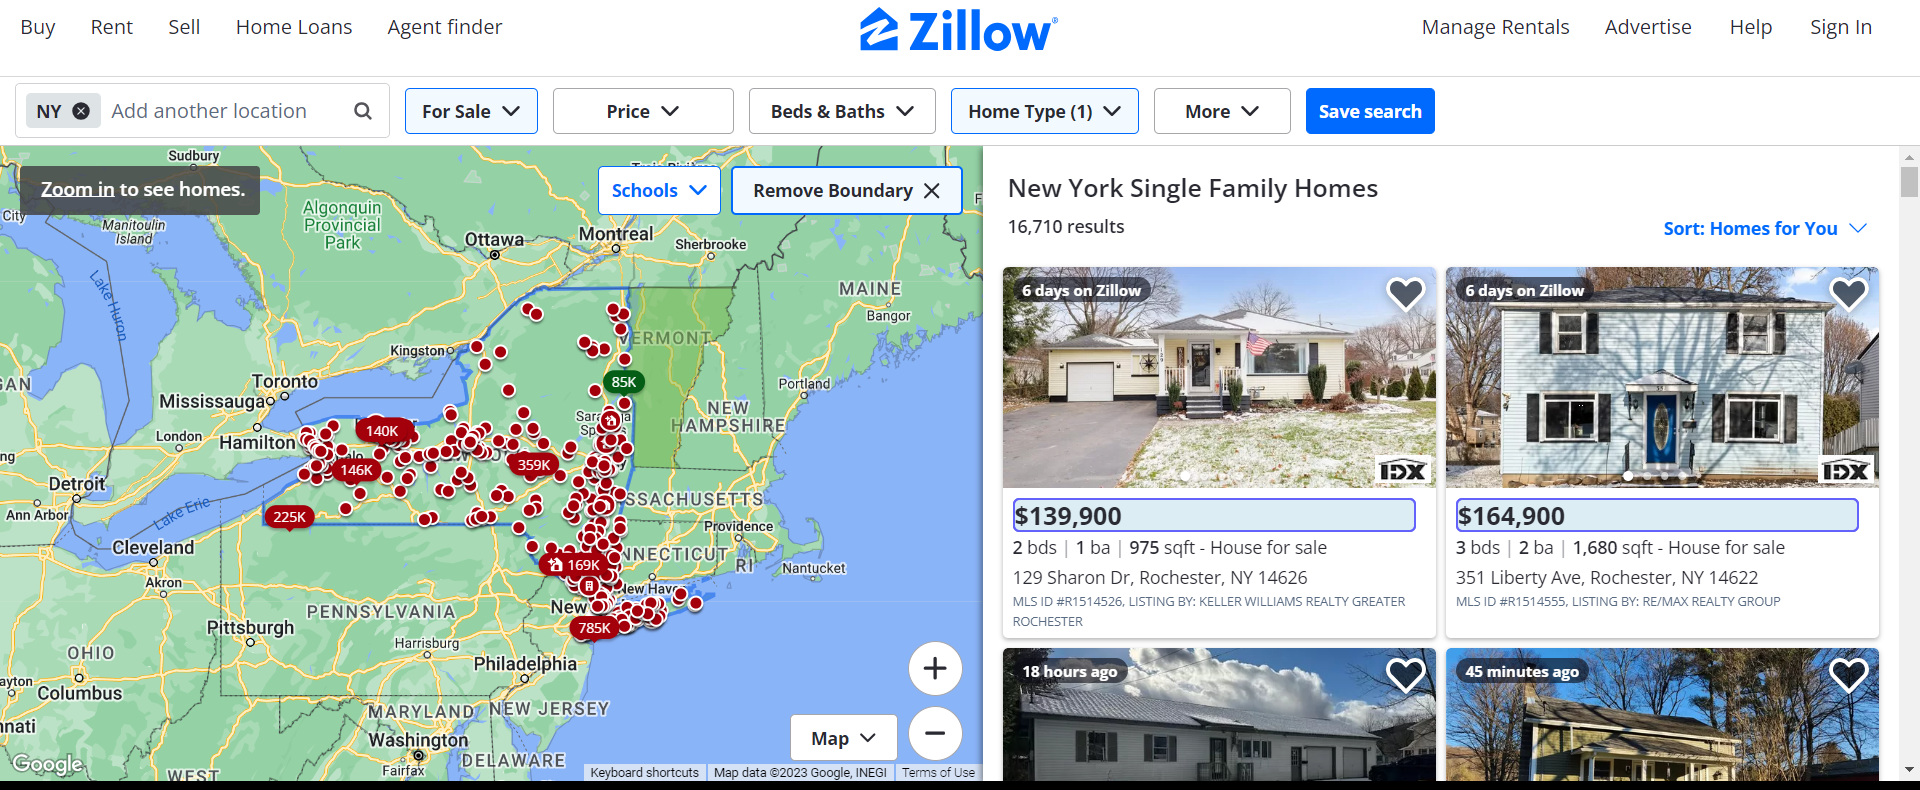 Buy Rent Sell Home Loans Agent finder
Zillow
Manage Rentals Advertise Help Sign In
NY Add another location
For Sale
Price
Beds & Baths
Home Type (1)
More
Save search
Zoom in to see homes.
Schools
Remove Boundary
Sudbury
City
Manitoulin
Island
Algonquin
Provincial
Park
Ottawa
Montreal
Sherbrooke
Lake Huron
MAINE
Bangor
VERMONT
Kingston
85K
Portland
Toronto
Mississauga
NEW
HAMPSHIRE
140K
London
Hamilton
146K
359K
Detroit
Ann Arbor
Lake Erie
225K
Providence
Cleveland
RI
Nantucket
169K
Akron
New Haven
PENNSYLVANIA
New
785K
Pittsburgh
Harrisburg
OHIO
Philadelphia
Columbus
MARYLAND
NEW JERSEY
Washington
DELAWARE
Fairfax
WEST
Map
Google
Keyboard shortcuts
Map data ©2023 Google, INEGI
Terms of Use
New York Single Family Homes
16,710 results
Sort: Homes for You
6 days on Zillow
IDX
$139,900
2 bds | 1 ba | 975 sqft - House for sale
129 Sharon Dr, Rochester, NY 14626
MLS ID #R1514526, LISTING BY: KELLER WILLIAMS REALTY GREATER
ROCHESTER
6 days on Zillow
IDX
$164,900
3 bds | 2 ba | 1,680 sqft - House for sale
351 Liberty Ave, Rochester, NY 14622
MLS ID #R1514555, LISTING BY: RE/MAX REALTY GROUP
18 hours ago
45 minutes ago